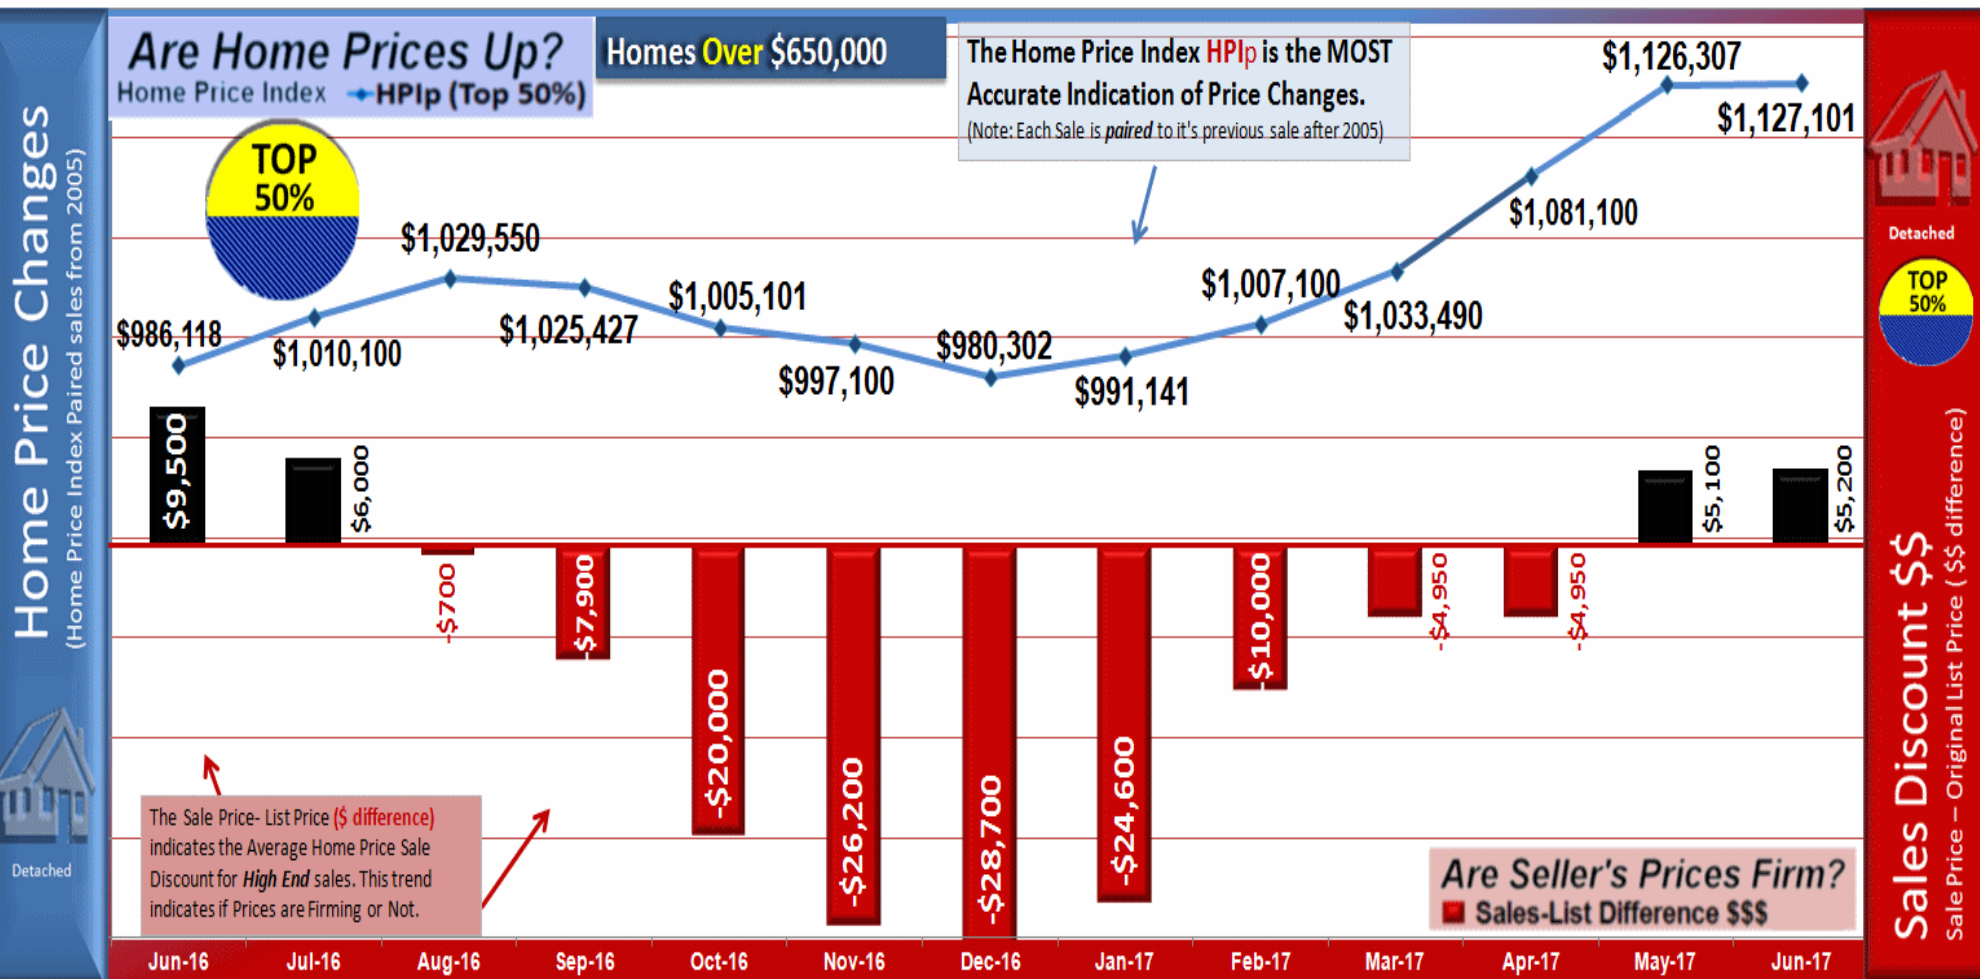 Home Price Changes
(Home Price Index Paired sales from 2005)
Detached
Are Home Prices Up?
Home Price Index HPIp (Top 50%)
Homes Over $650,000
The Home Price Index HPIp is the MOST
Accurate Indication of Price Changes.
(Note: Each Sale is paired to it's previous sale after 2005)
TOP
50%
$986,118
$1,010,100
$1,029,550
$1,025,427
$1,005,101
$997,100
$980,302
$991,141
$1,007,100
$1,033,490
$1,081,100
$1,126,307
$1,127,101
$9,500
$6,000
-$700
-$7,900
-$20,000
-$26,200
-$28,700
-$24,600
-$10,000
-$4,950
-$4,950
$5,100
$5,200
The Sale Price- List Price ($ difference)
indicates the Average Home Price Sale
Discount for High End sales. This trend
indicates if Prices are Firming or Not.
Are Seller's Prices Firm?
Sales-List Difference $$$
Jun-16 Jul-16 Aug-16 Sep-16 Oct-16 Nov-16 Dec-16 Jan-17 Feb-17 Mar-17 Apr-17 May-17 Jun-17
Detached
TOP
50%
Sales Discount $$
Sale Price – Original List Price ( $$ difference)